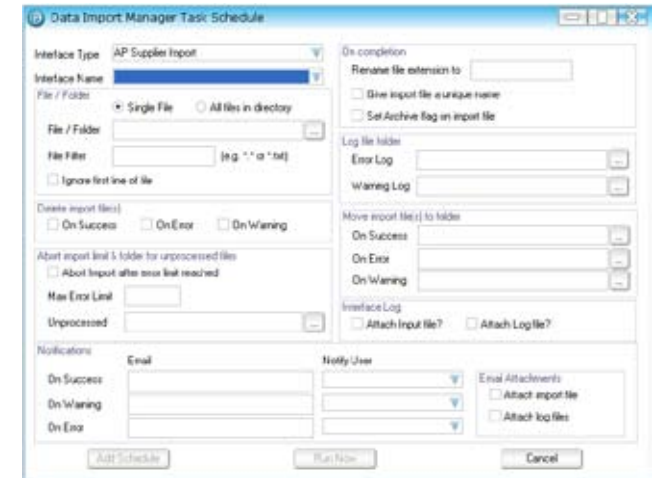 Data Import Manager Task Schedule
Interface Type AP Supplier Import
Interface Name
File / Folder
Single File All files in directory
File / Folder ...
File Filter (e.g. *.* or *.txt)
Ignore first line of file
Delete import file(s)
On Success On Error On Warning
Abort import limit & folder for unprocessed files
Abort Import after error limit reached
Max Error Limit
Unprocessed ...
On completion
Rename file extension to
Give import file a unique name
Set Archive flag on import file
Log file folder
Error Log ...
Warning Log ...
Move import file(s) to folder
On Success ...
On Error ...
On Warning ...
Interface Log
Attach Input file? Attach Log file?
Notifications
Email Notify User
On Success
On Warning
On Error
Email Attachments
Attach import file
Attach log files
Add Schedule Run Now Cancel